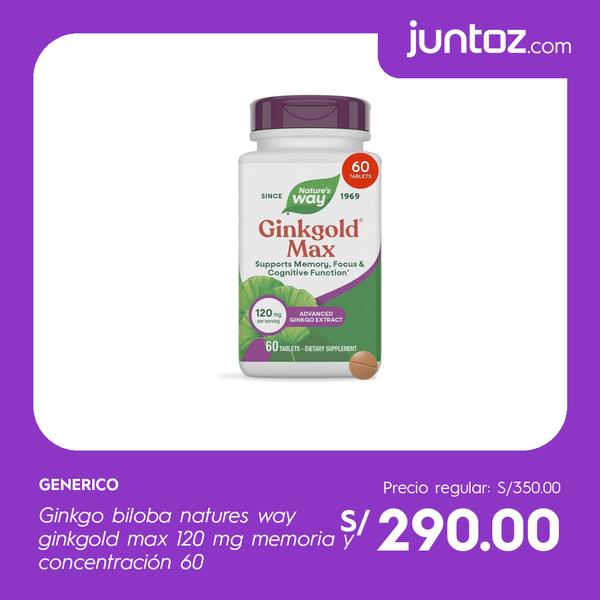 juntoz.com
60
TABLETS
SINCE Nature's way 1969
Ginkgold®
Max
Supports Memory, Focus &
Cognitive Function*
120 mg
per serving
ADVANCED
GINKGO EXTRACT
60 TABLETS - DIETARY SUPPLEMENT
GENERICO
Ginkgo biloba natures way
ginkgold max 120 mg memoria y
concentración 60
Precio regular: S/350.00
S/ 290.00